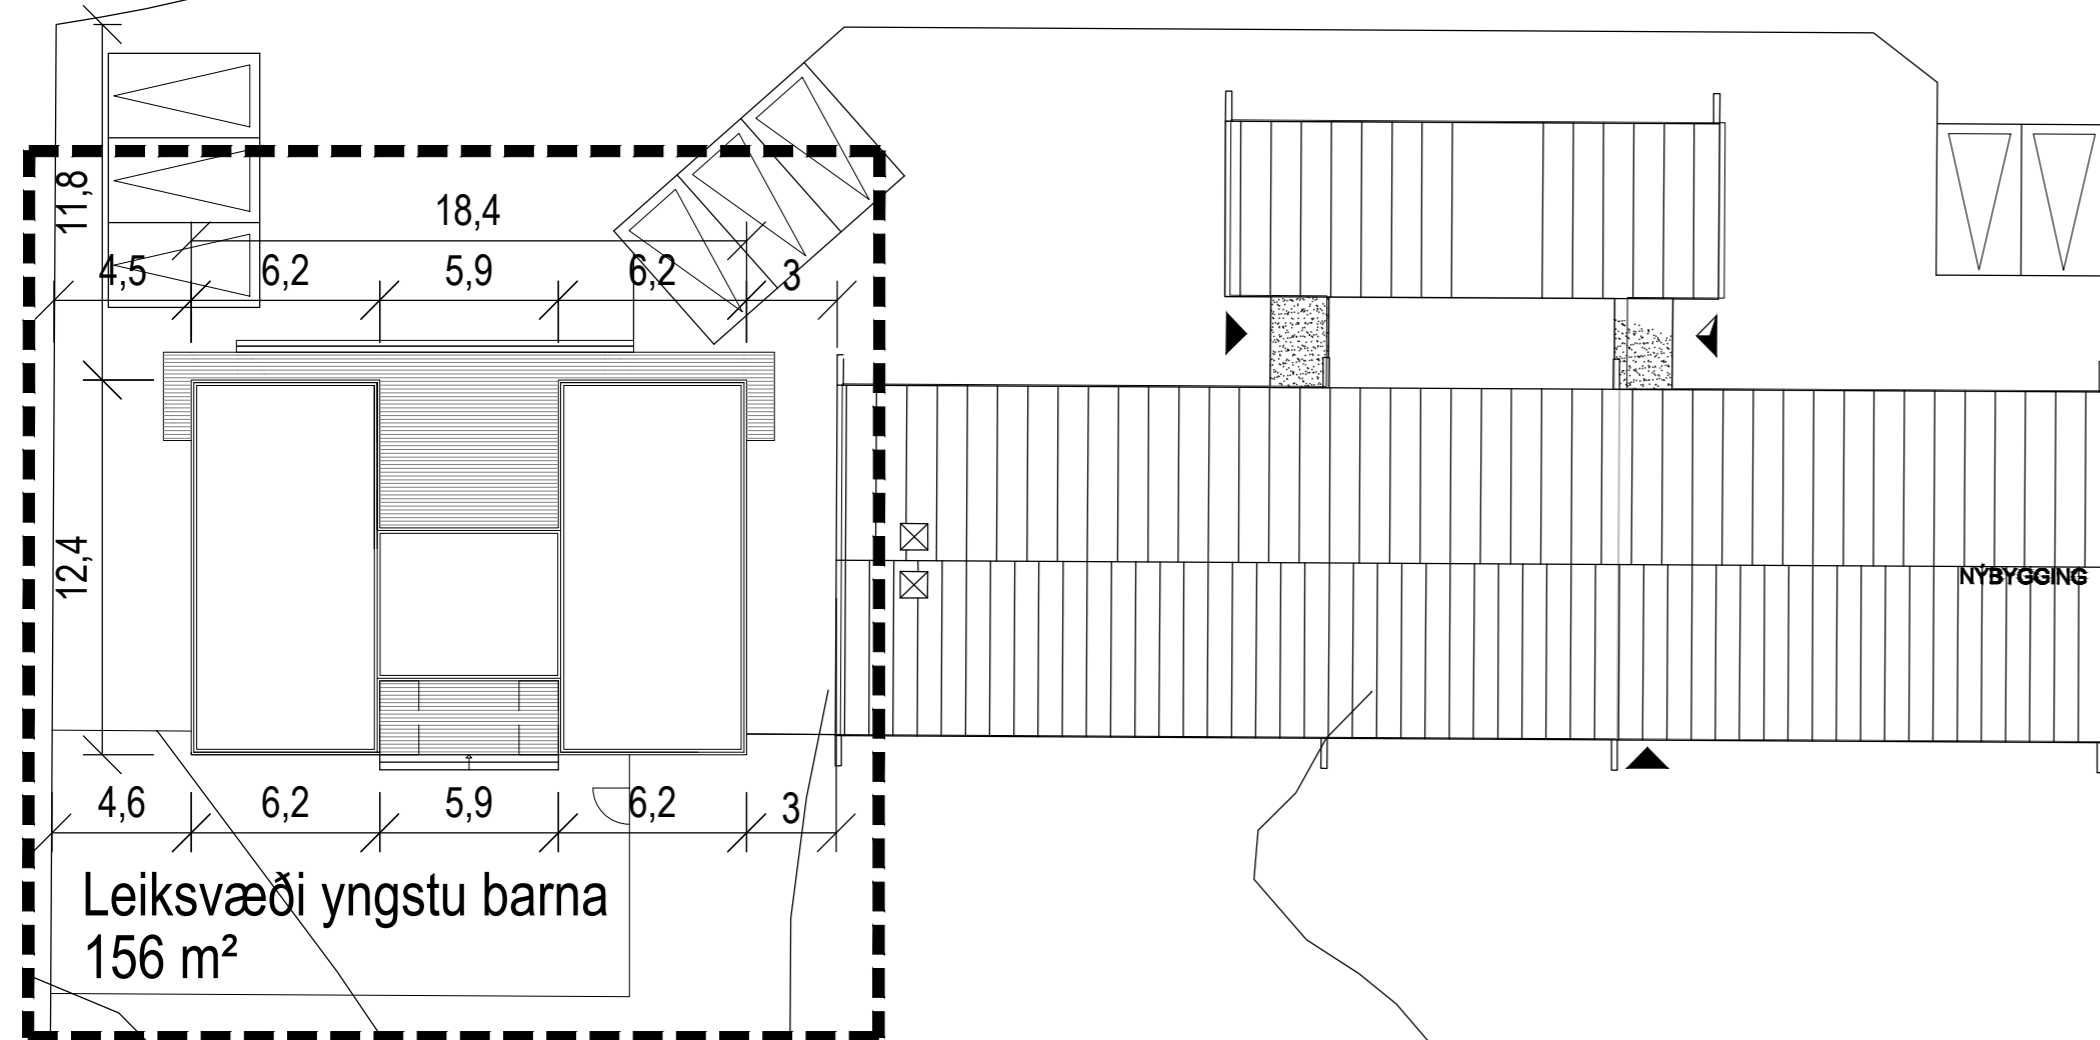 11,8
18,4
4,5 6,2 5,9 6,2 3
12,4
NÝBYGGING
4,6 6,2 5,9 6,2 3
Leiksvæði yngstu barna
156 m²